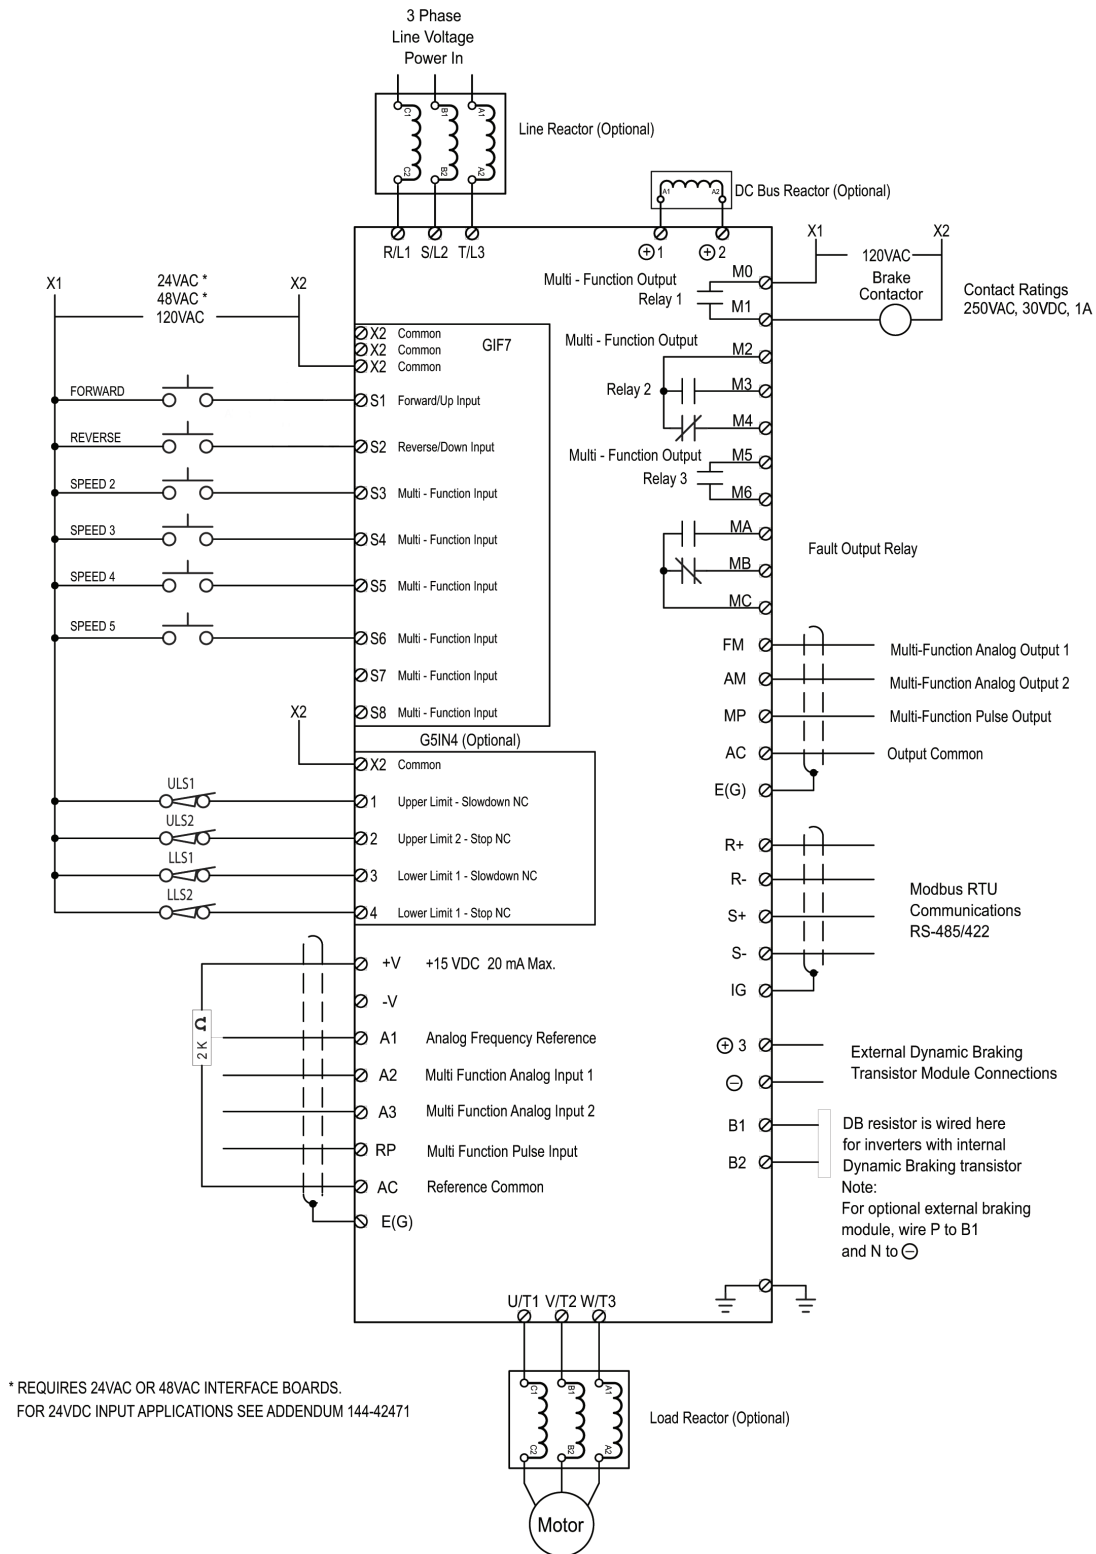 3 Phase
Line Voltage
Power In
C1
B1
A1
C2
B2
A2
Line Reactor (Optional)
A1
A2
DC Bus Reactor (Optional)
R/L1
S/L2
T/L3
+ 1
+ 2
X1
X2
120VAC
Brake
Contactor
Contact Ratings
250VAC, 30VDC, 1A
X1
24VAC *
48VAC *
120VAC
X2
Multi - Function Output
Relay 1
M0
M1
X2 Common
X2 Common
X2 Common
GIF7
Multi - Function Output
Relay 2
M2
M3
M4
FORWARD
S1 Forward/Up Input
REVERSE
S2 Reverse/Down Input
Multi - Function Output
Relay 3
M5
M6
SPEED 2
S3 Multi - Function Input
SPEED 3
S4 Multi - Function Input
MA
MB
MC
Fault Output Relay
SPEED 4
S5 Multi - Function Input
SPEED 5
S6 Multi - Function Input
S7 Multi - Function Input
X2
S8 Multi - Function Input
FM
Multi-Function Analog Output 1
AM
Multi-Function Analog Output 2
MP
Multi-Function Pulse Output
AC
Output Common
E(G)
G5IN4 (Optional)
X2 Common
ULS1
1 Upper Limit - Slowdown NC
ULS2
2 Upper Limit 2 - Stop NC
LLS1
3 Lower Limit 1 - Slowdown NC
LLS2
4 Lower Limit 1 - Stop NC
R+
R-
S+
S-
IG
Modbus RTU
Communications
RS-485/422
+V +15 VDC 20 mA Max.
-V
2 K Ω
A1 Analog Frequency Reference
A2 Multi Function Analog Input 1
A3 Multi Function Analog Input 2
RP Multi Function Pulse Input
AC Reference Common
E(G)
+ 3
−
External Dynamic Braking
Transistor Module Connections
B1
B2
DB resistor is wired here
for inverters with internal
Dynamic Braking transistor
Note:
For optional external braking
module, wire P to B1
and N to ⊖
U/T1
V/T2
W/T3
C1
B1
A1
C2
B2
A2
Load Reactor (Optional)
Motor
* REQUIRES 24VAC OR 48VAC INTERFACE BOARDS.
FOR 24VDC INPUT APPLICATIONS SEE ADDENDUM 144-42471